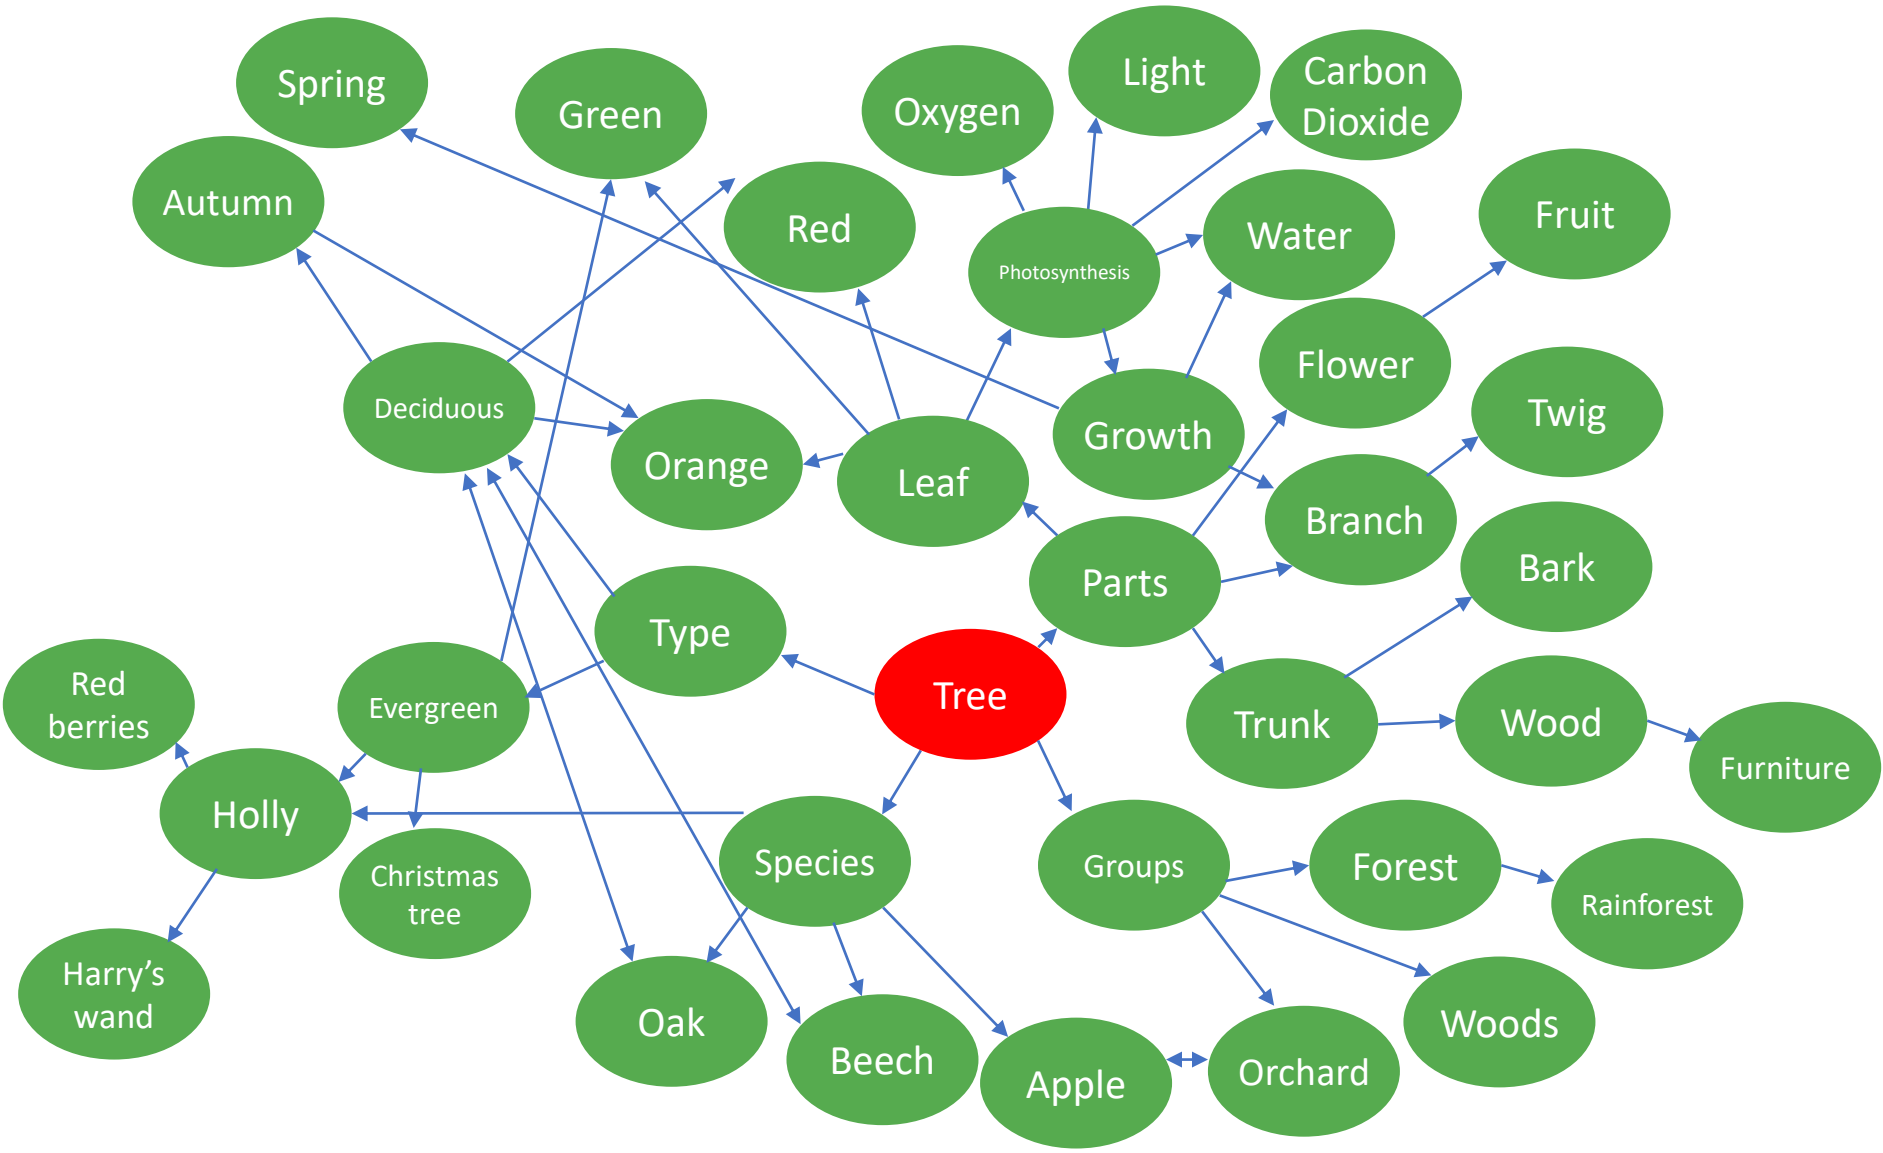 Spring
Green
Oxygen
Light
Carbon
Dioxide
Autumn
Red
Photosynthesis
Water
Fruit
Deciduous
Orange
Leaf
Growth
Flower
Twig
Branch
Bark
Parts
Type
Tree
Trunk
Wood
Furniture
Red
berries
Evergreen
Holly
Christmas
tree
Species
Groups
Forest
Rainforest
Harry’s
wand
Oak
Beech
Apple
Orchard
Woods